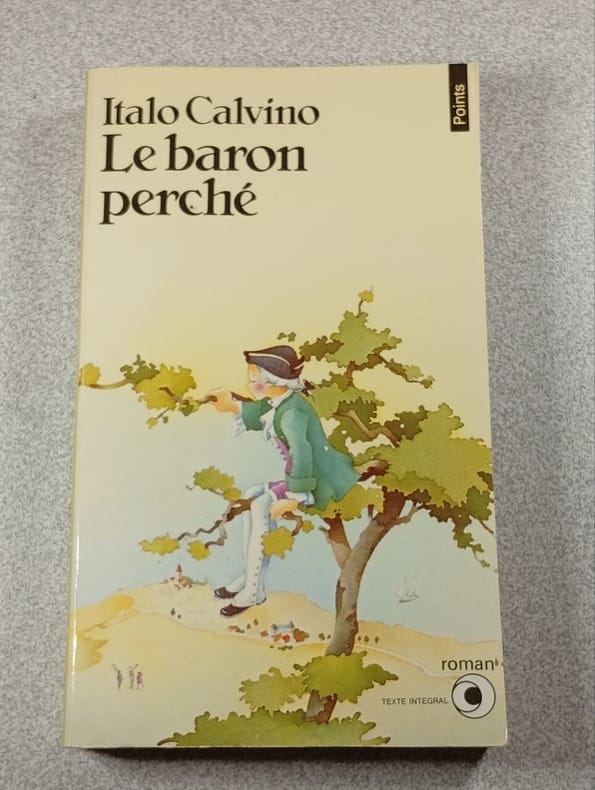 Points
Italo Calvino
Le baron
perché
roman
TEXTE INTEGRAL